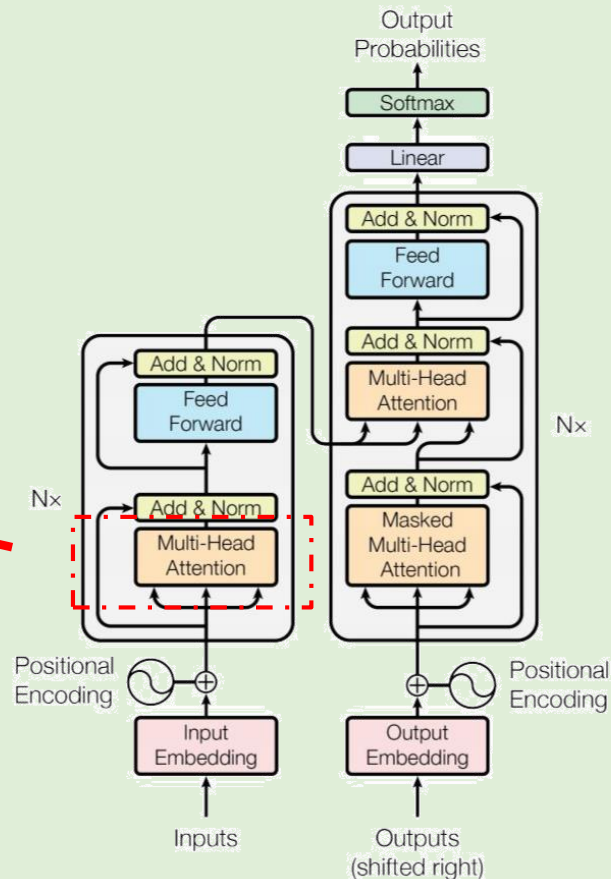 Output
Probabilities
Softmax
Linear
Add & Norm
Feed
Forward
Add & Norm
Multi-Head
Attention
Add & Norm
Masked
Multi-Head
Attention
Nx
Add & Norm
Feed
Forward
Add & Norm
Multi-Head
Attention
Nx
Positional
Encoding
Positional
Encoding
Input
Embedding
Output
Embedding
Inputs
Outputs
(shifted right)